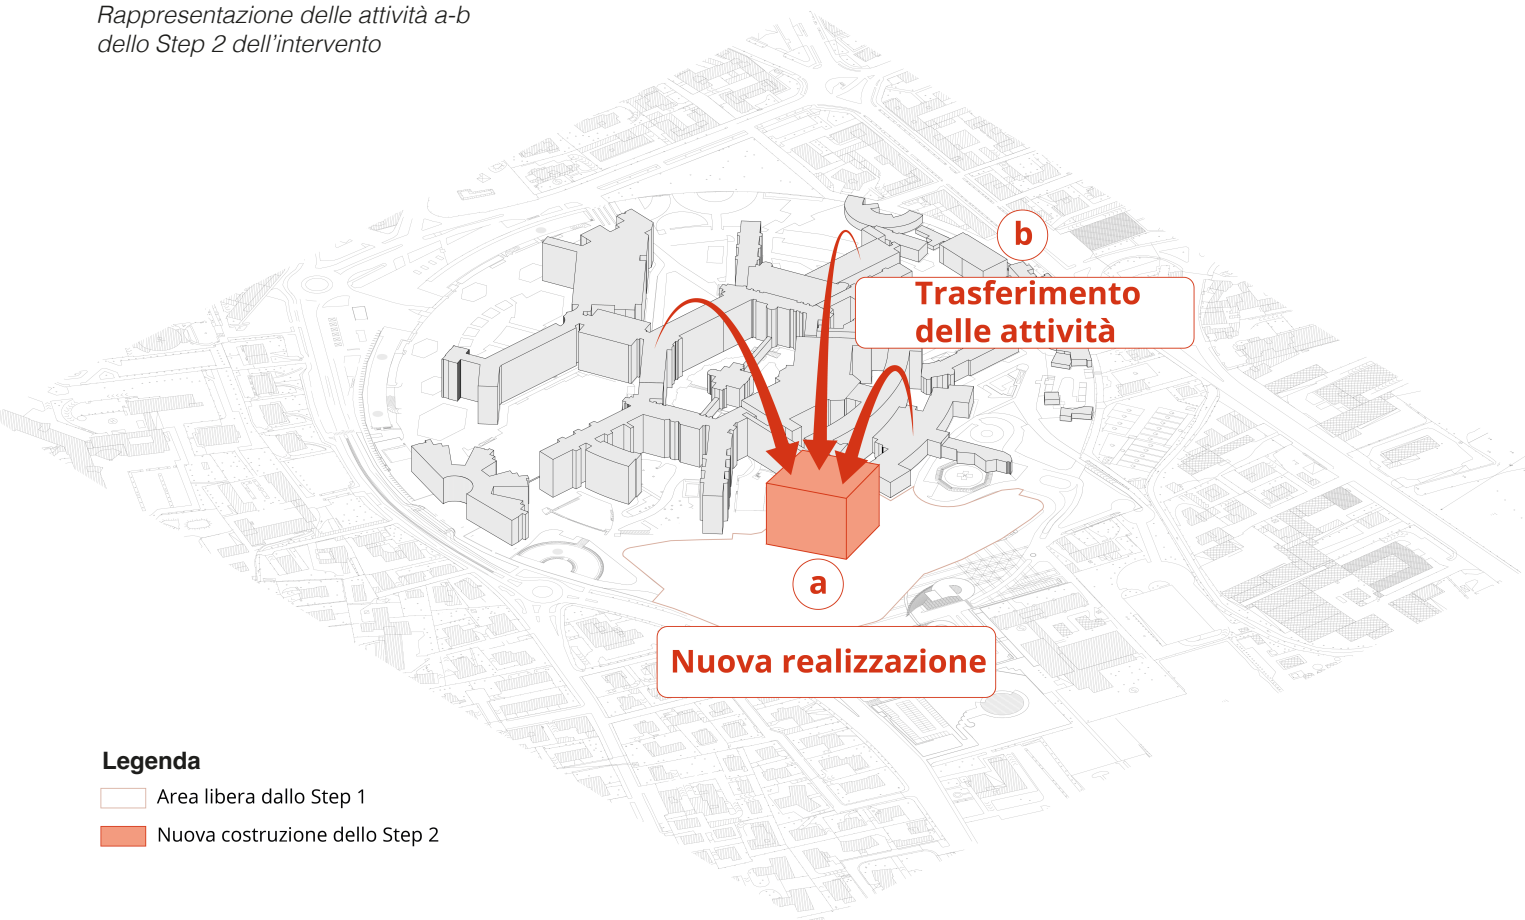 Rappresentazione delle attività a-b
dello Step 2 dell'intervento
b
Trasferimento
delle attività
a
Nuova realizzazione
Legenda
Area libera dallo Step 1
Nuova costruzione dello Step 2